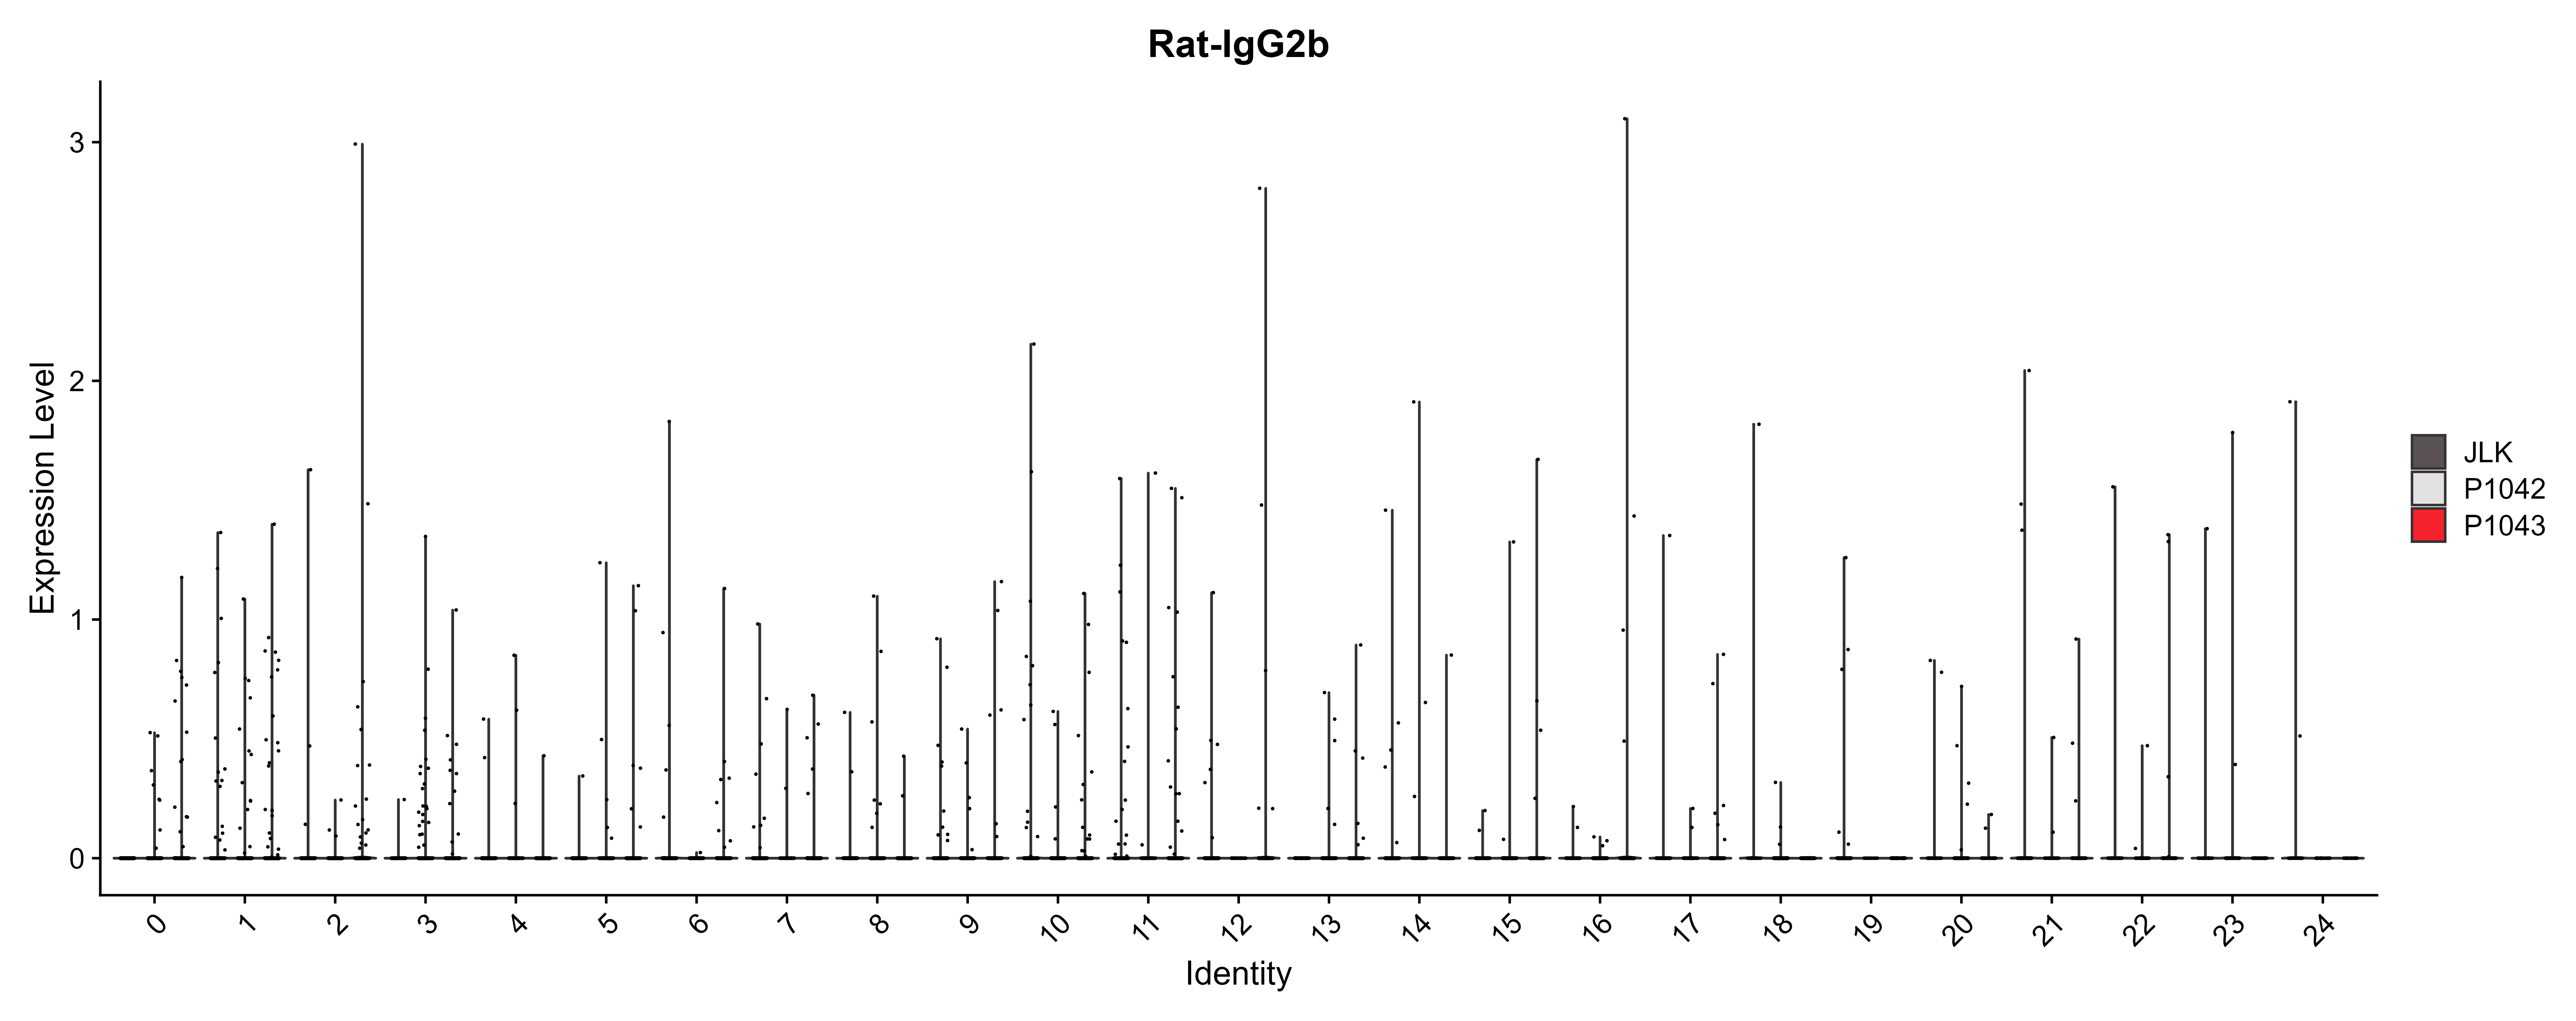 Rat-IgG2b
Expression Level
3
2
1
0
0 1 2 3 4 5 6 7 8 9 10 11 12 13 14 15 16 17 18 19 20 21 22 23 24
Identity
JLK
P1042
P1043